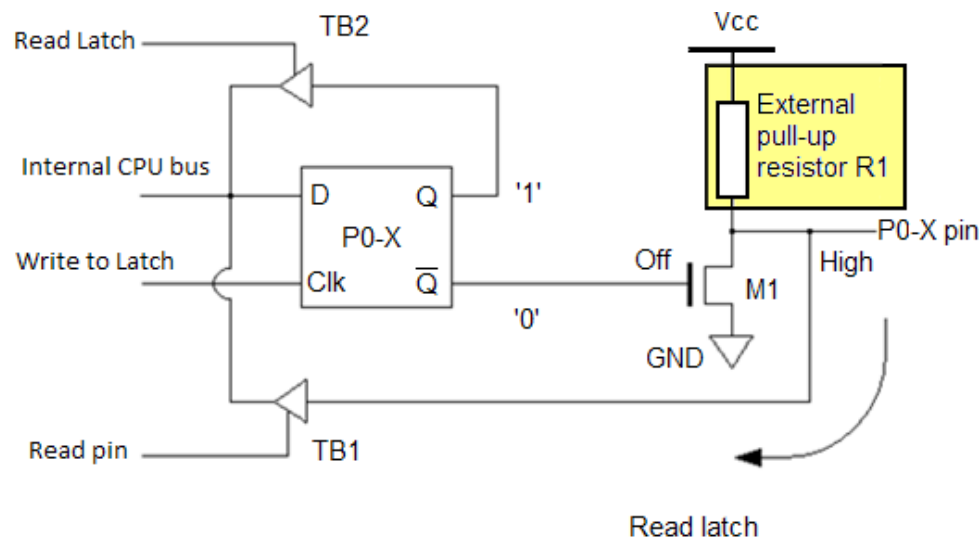 TB2
Read Latch
Vcc
External
pull-up
resistor R1
Internal CPU bus
D
Q
'1'
P0-X
P0-X pin
Write to Latch
Clk
Q̅
Off
High
M1
'0'
GND
Read pin
TB1
Read latch